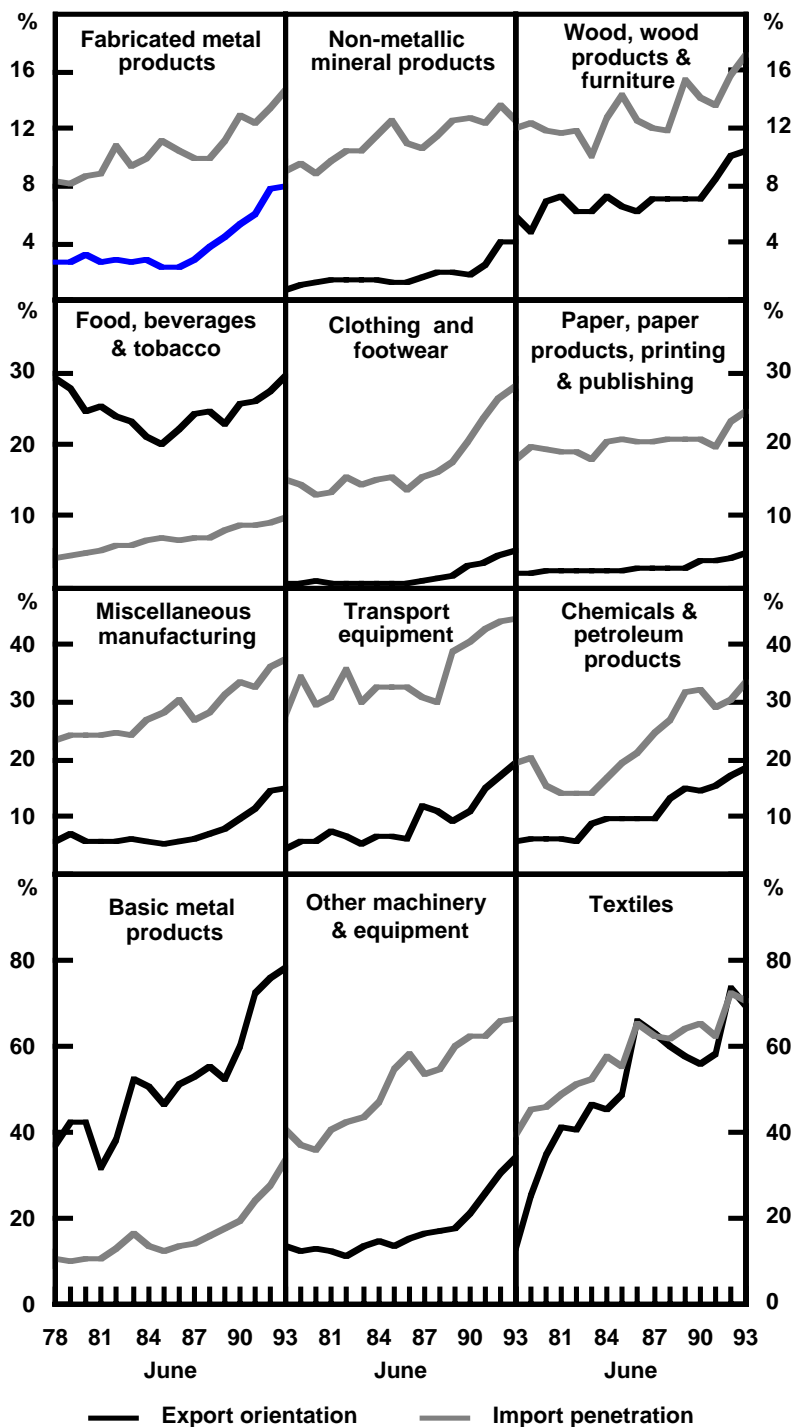 %
%
Fabricated metal
products
Non-metallic
mineral products
Wood, wood
products &
furniture
16
16
12
12
8
8
4
4
%
%
Food, beverages
& tobacco
Clothing and
footwear
Paper, paper
products, printing
& publishing
30
30
20
20
10
10
%
%
Miscellaneous
manufacturing
Transport
equipment
Chemicals &
petroleum
products
40
40
30
30
20
20
10
10
%
%
Basic metal
products
Other machinery
& equipment
Textiles
80
80
60
60
40
40
20
20
0
0
78 81 84 87 90 93 81 84 87 90 93 81 84 87 90 93
June June June
Export orientation Import penetration